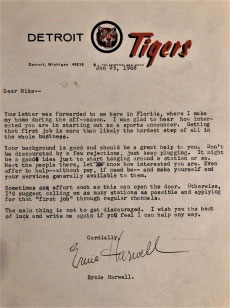 DETROIT Tigers
Detroit, Michigan 48216
Jan 25, 1968
Dear Mike--
Your letter was forwarded to me here in Florida, where I make
my home during the off-season. I was glad to hear how inter-
ested you are in starting out as a sports announcer. Getting
that first job is more than likely the hardest step of all in
the whole business.
Your background is good and should be a great help to you. Don't
be discouraged by a few rejections, just keep plugging. It might
be a good idea just to start hanging around a station or so.
Meet the people here, let them know how interested you are. Even
offer to help--without pay, if need be-- and make yourself and
your services generally available to them.
Sometimes an effort such as this can open the door. Otherwise,
I'd suggest calling on as many stations as possible and applying
for that "first job" through regular channels.
The main thing is not to get discouraged. I wish you the best
of luck and write me again if you feel I can help any way.
Cordially,
Ernie Harwell
Ernie Harwell.